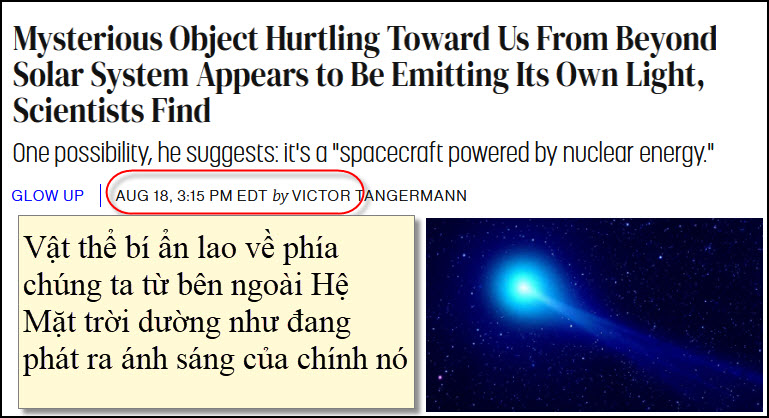 Mysterious Object Hurtling Toward Us From Beyond
Solar System Appears to Be Emitting Its Own Light,
Scientists Find
One possibility, he suggests: it's a "spacecraft powered by nuclear energy."
GLOW UP | AUG 18, 3:15 PM EDT by VICTOR TANGERMANN
Vật thể bí ẩn lao về phía
chúng ta từ bên ngoài Hệ
Mặt trời dường như đang
phát ra ánh sáng của chính nó